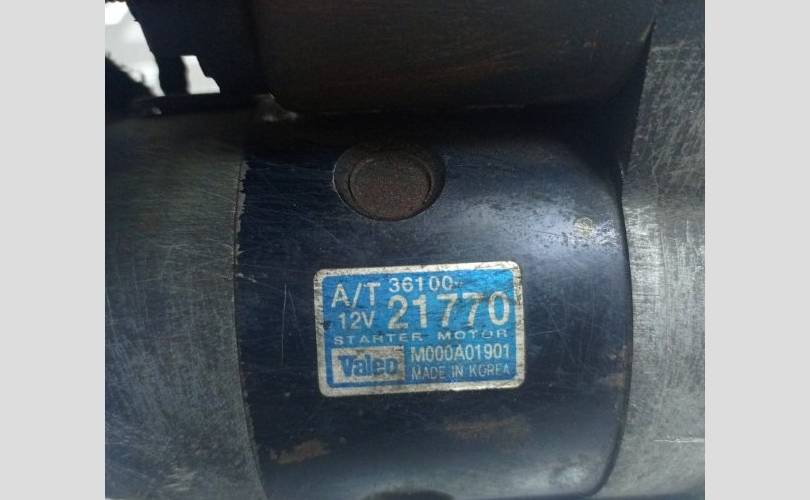 A/T 36100-
12V 21770
STARTER MOTOR
Valeo M000A01901
MADE IN KOREA